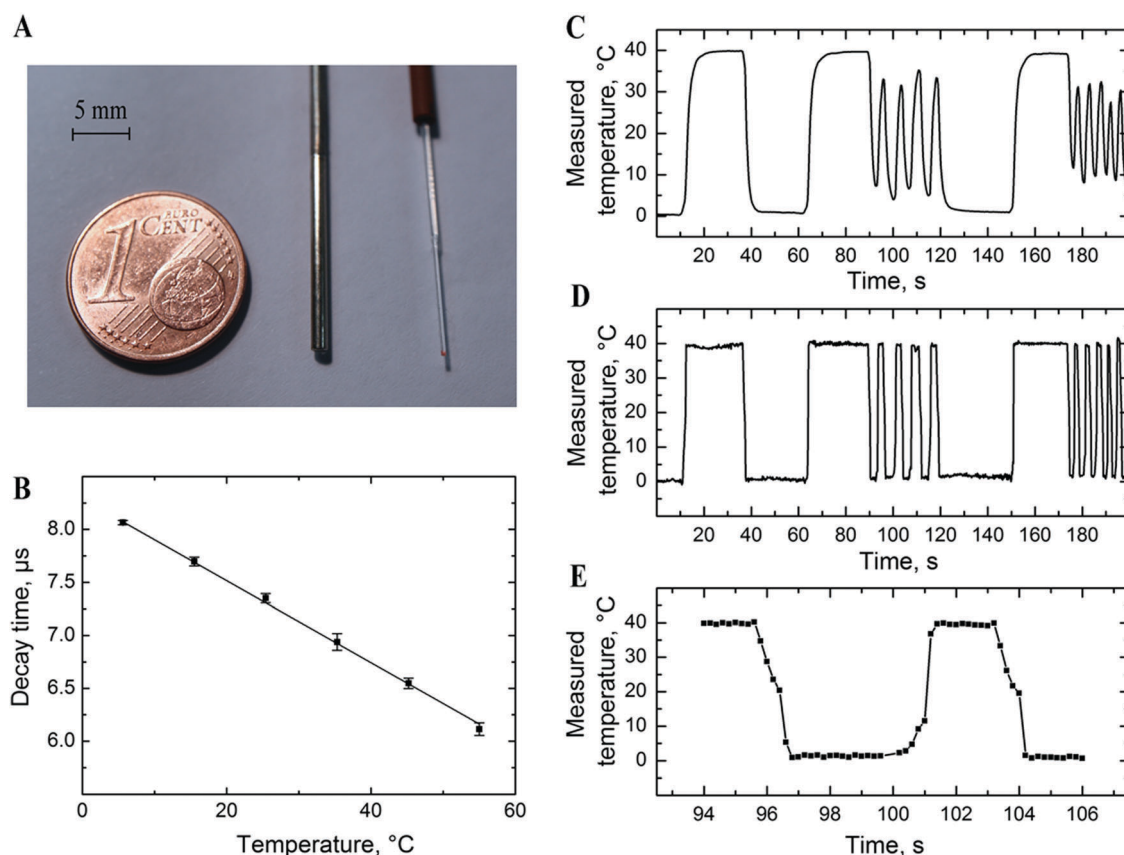 A
5 mm
1
EURO
CENT
B
Decay time, µs
8.0
7.5
7.0
6.5
6.0
0 20 40 60
Temperature, °C
C
Measured
temperature, °C
40
30
20
10
0
20 40 60 80 100 120 140 160 180
Time, s
D
Measured
temperature, °C
40
30
20
10
0
20 40 60 80 100 120 140 160 180
Time, s
E
Measured
temperature, °C
40
30
20
10
0
94 96 98 100 102 104 106
Time, s